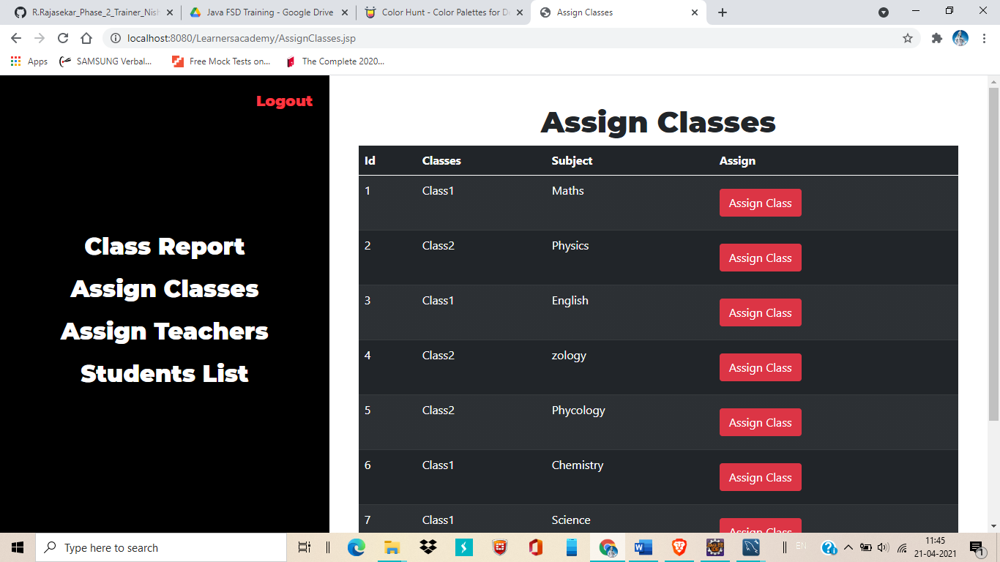 R.Rajasekar_Phase_2_Trainer_Nish
Java FSD Training - Google Drive
Color Hunt - Color Palettes for De
Assign Classes
localhost:8080/Learnersacademy/AssignClasses.jsp
Apps
SAMSUNG Verbal...
Free Mock Tests on...
The Complete 2020...
Logout
Class Report
Assign Classes
Assign Teachers
Students List
Assign Classes
Id Classes Subject Assign
1 Class1 Maths Assign Class
2 Class2 Physics Assign Class
3 Class1 English Assign Class
4 Class2 zology Assign Class
5 Class2 Phycology Assign Class
6 Class1 Chemistry Assign Class
7 Class1 Science Assign Class
Type here to search
EN
11:45
21-04-2021
1